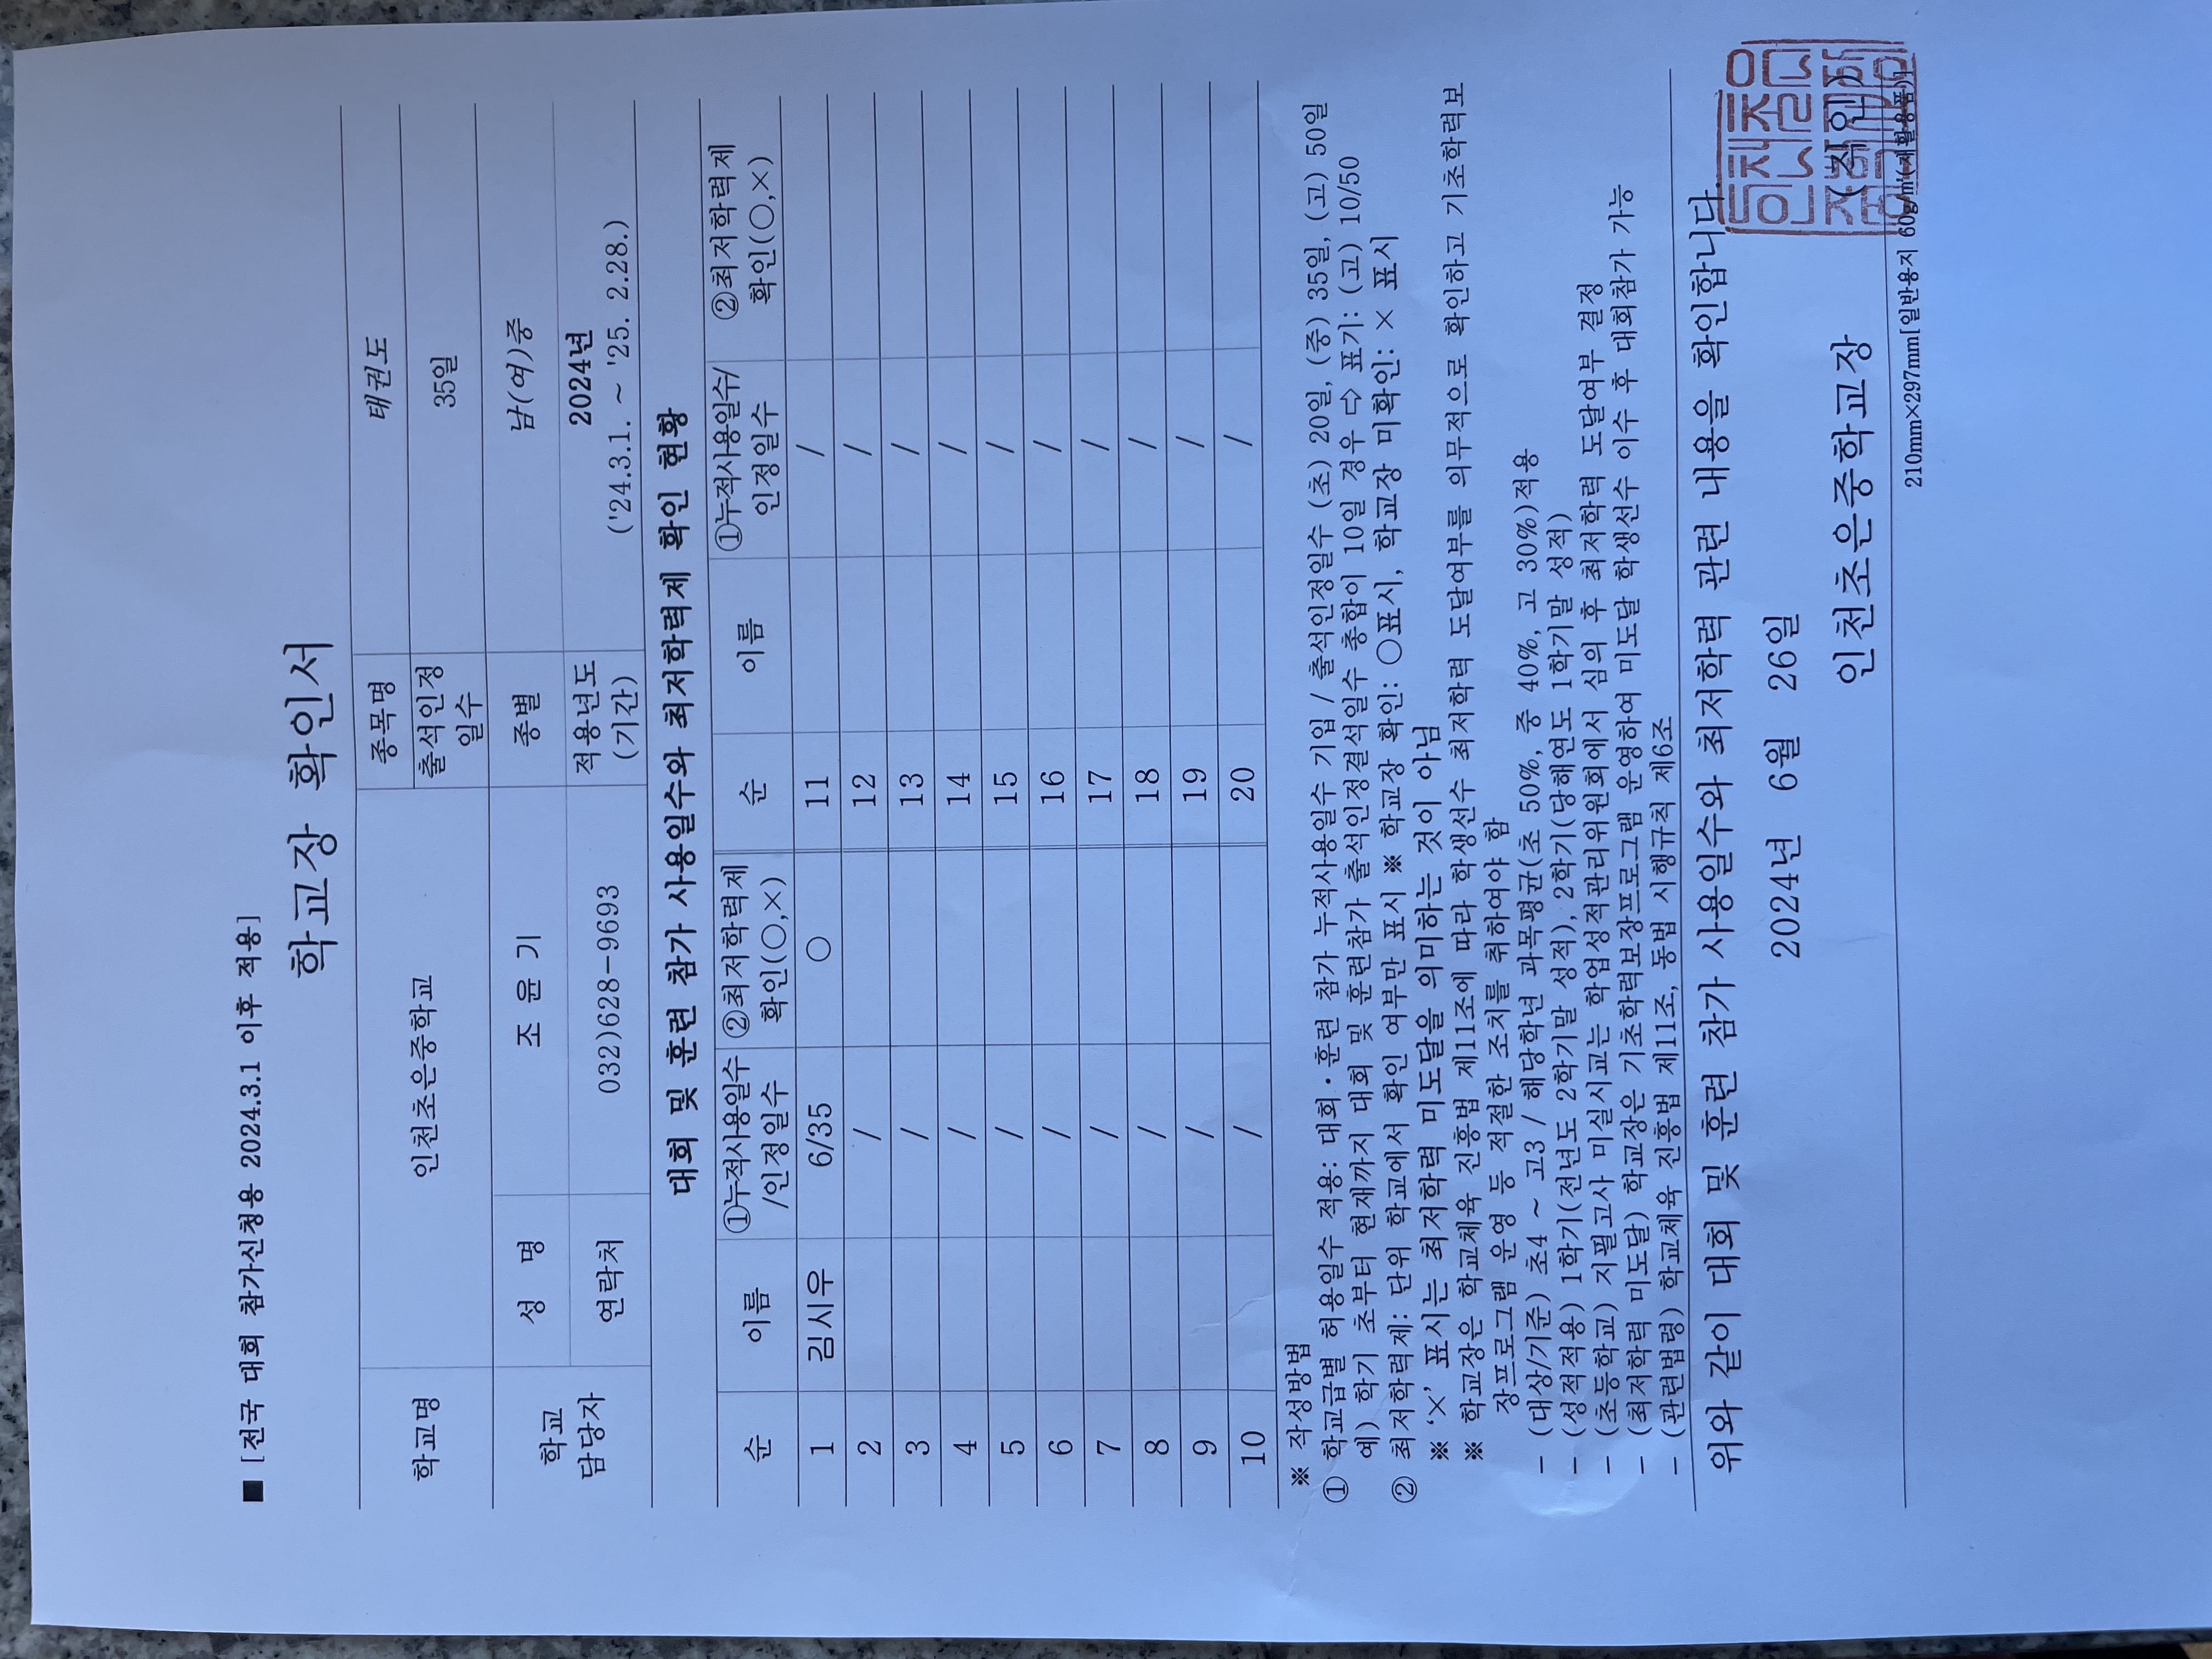 ■ [전국 대회 참가신청용 2024.3.1 이후 적용]
학교장 확인서
학교명 인천초은중학교 종목명 태권도
출석인정 일수 35일
학교 담당자 성 명 조 윤 기 종별 남(여)중
연락처 032)628-9693 적용년도 (기간) 2024년 ('24.3.1. ~ '25. 2.28.)
대회 및 훈련 참가 사용일수와 최저학력제 확인 현황
순 이름 ①누적사용일수/인정일수 ②최저학력제 확인(○,×) 순 이름 ①누적사용일수/인정일수 ②최저학력제 확인(○,×)
1 김시우 6/35 ○ 11 /
2 / 12 /
3 / 13 /
4 / 14 /
5 / 15 /
6 / 16 /
7 / 17 /
8 / 18 /
9 / 19 /
10 / 20 /
※ 작성방법
① 학교급별 허용일수 적용: 대회·훈련 참가 누적사용일수 기입 / 출석인정일수 (초) 20일, (중) 35일, (고) 50일
예) 학기 초부터 현재까지 대회 및 훈련참가 출석인정결석일수 총합이 10일 경우 ⇨ 표기: (고) 10/50
② 최저학력제: 단위 학교에서 확인 여부만 표시 ※ 학교장 확인: ○표시, 학교장 미확인: × 표시
※ '×' 표시는 최저학력 미도달을 의미하는 것이 아님
※ 학교장은 학교체육 진흥법 제11조에 따라 학생선수 최저학력 도달여부를 의무적으로 확인하고 기초학력보
장프로그램 운영 등 적절한 조치를 취하여야 함
- (대상/기준) 초4 ~ 고3 / 해당학년 과목평균(초 50%, 중 40%, 고 30%)적용
- (성적적용) 1학기(전년도 2학기말 성적), 2학기(당해연도 1학기말 성적)
- (초등학교) 지필고사 미실시교는 학업성적관리위원회에서 심의 후 최저학력 도달여부 결정
- (최저학력 미도달) 학교장은 기초학력보장프로그램 운영하여 미도달 학생선수 이수 후 대회참가 가능
- (관련법령) 학교체육 진흥법 제11조, 동법 시행규칙 제6조
위와 같이 대회 및 훈련 참가 사용일수와 최저학력 관련 내용을 확인합니다.
2024년 6월 26일
인천초은중학교장 (직인)
210mm×297mm[일반용지 60g/㎡(재활용품)]